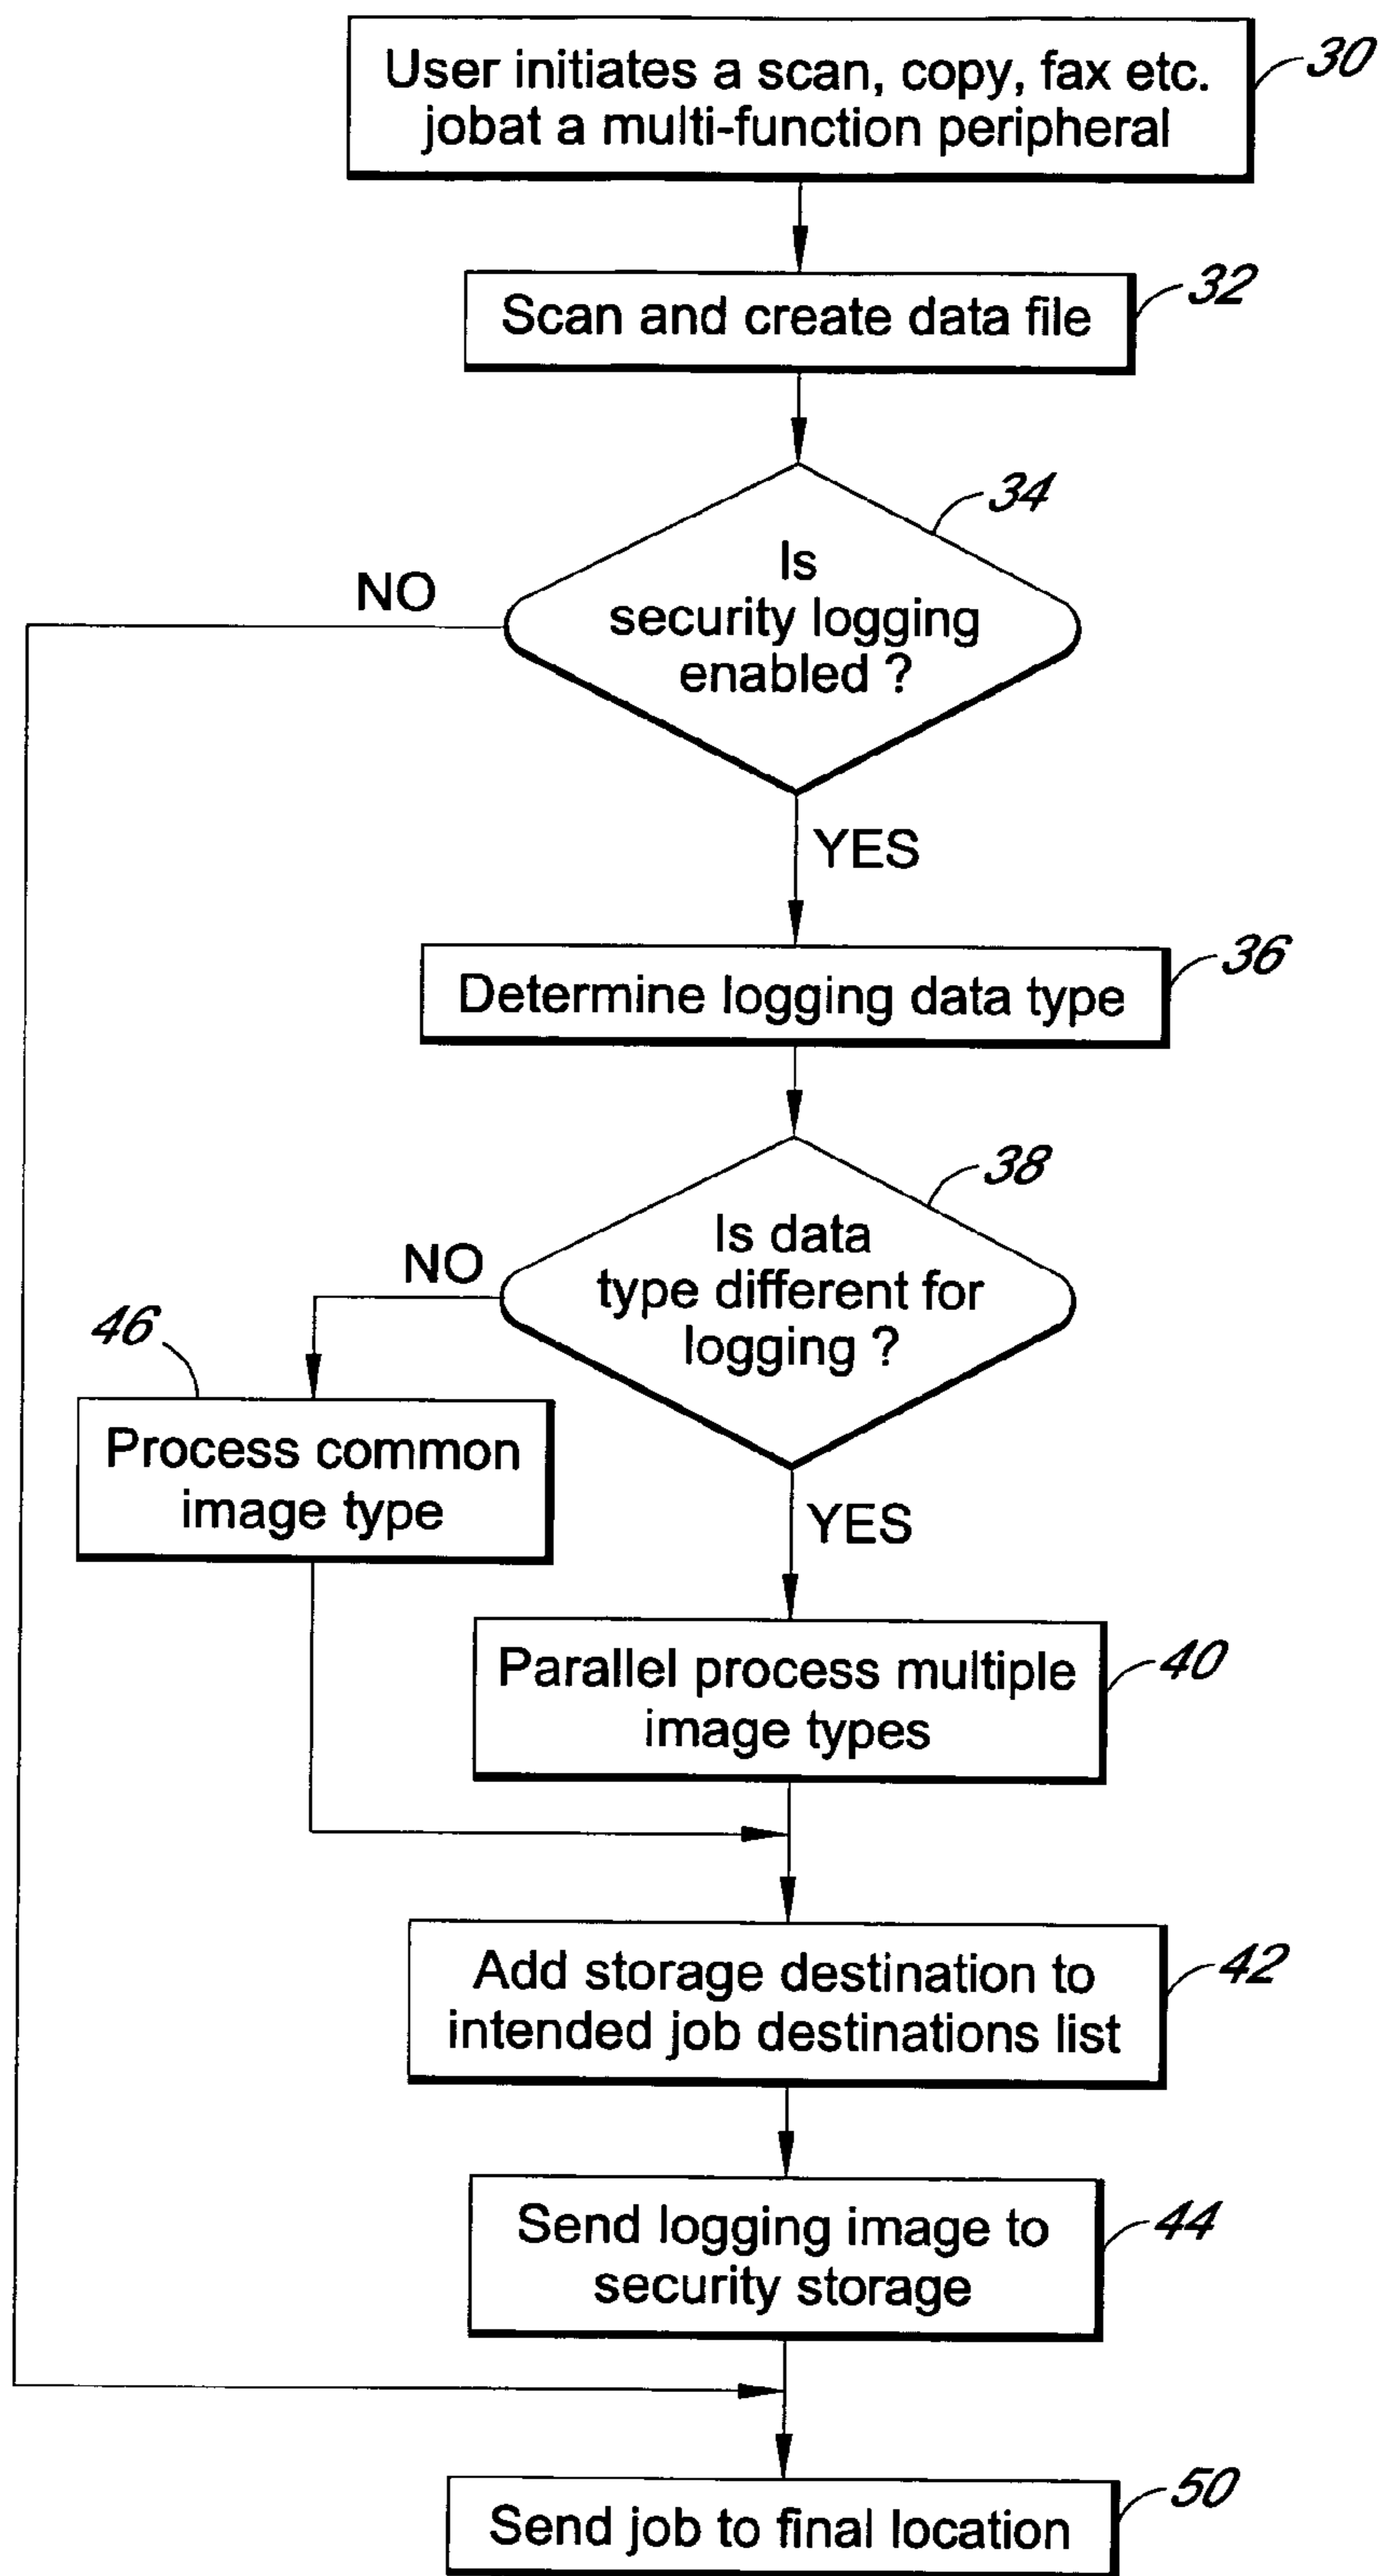 User initiates a scan, copy, fax etc.
jobat a multi-function peripheral
30
Scan and create data file
32
34
Is
security logging
enabled ?
NO
YES
Determine logging data type
36
38
Is data
type different for
logging ?
NO
46
Process common
image type
YES
Parallel process multiple
image types
40
Add storage destination to
intended job destinations list
42
Send logging image to
security storage
44
Send job to final location
50